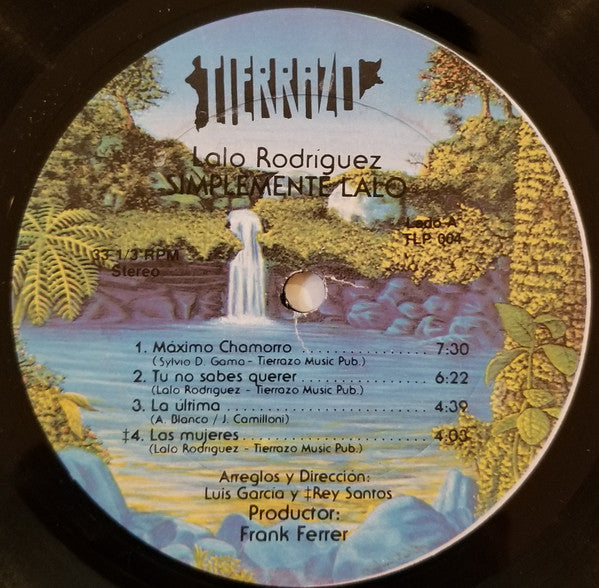 TIERRAZO
Lalo Rodríguez
SIMPLEMENTE LALO
Lado A
33 1/3 RPM TLP 004
Stereo
1. Máximo Chamorro .................... 7:30
(Sylvio D. Gama - Tierrazo Music Pub.)
2. Tu no sabes querer .................... 6:22
(Lalo Rodriguez - Tierrazo Music Pub.)
3. La última .................... 4:39
(A. Blanco / J. Camilloni)
‡4. Las mujeres .................... 4:03
(Lalo Rodriguez - Tierrazo Music Pub.)
Arreglos y Dirección:
Luis García y ‡Rey Santos
Productor:
Frank Ferrer